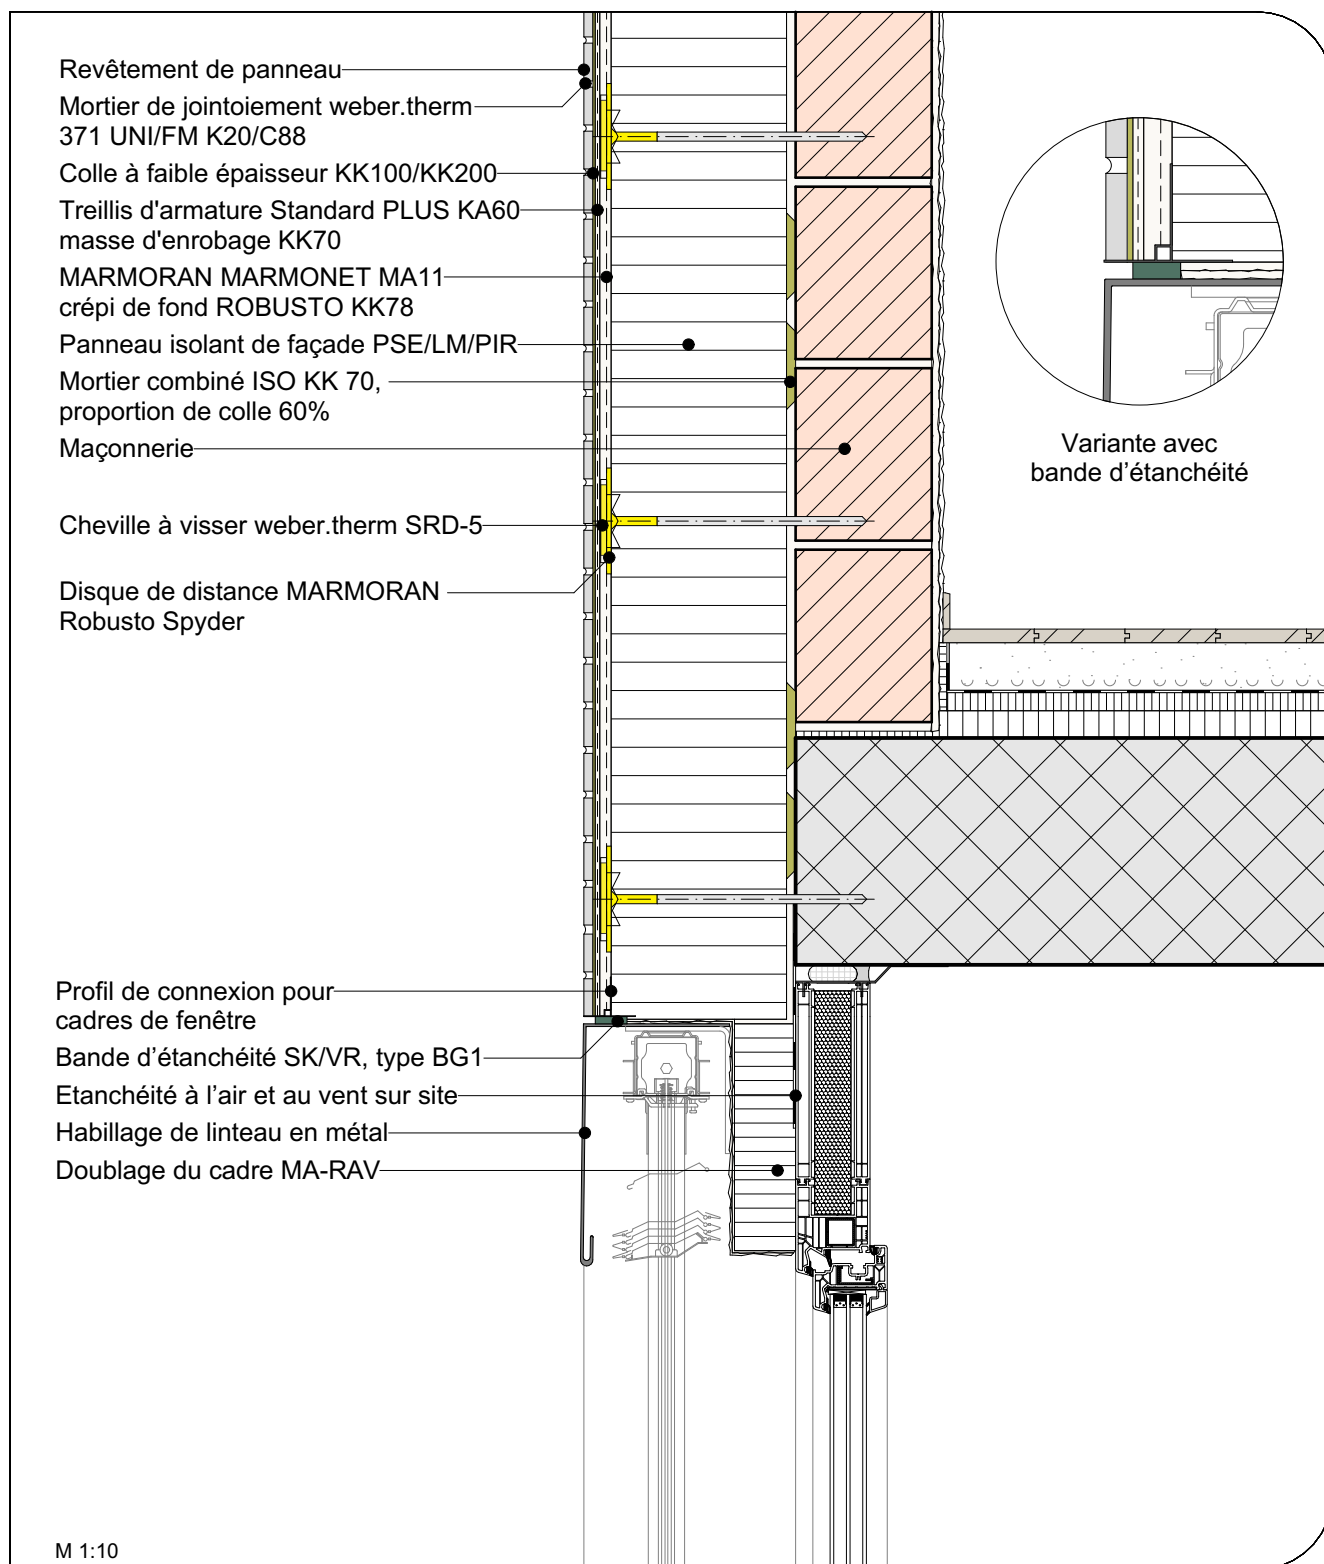 Revêtement de panneau
Mortier de jointoiement weber.therm
371 UNI/FM K20/C88
Colle à faible épaisseur KK100/KK200
Treillis d'armature Standard PLUS KA60
masse d'enrobage KK70
MARMORAN MARMONET MA11
crépi de fond ROBUSTO KK78
Panneau isolant de façade PSE/LM/PIR
Mortier combiné ISO KK 70,
proportion de colle 60%
Maçonnerie
Cheville à visser weber.therm SRD-5
Disque de distance MARMORAN
Robusto Spyder
Variante avec
bande d’étanchéité
Profil de connexion pour
cadres de fenêtre
Bande d’étanchéité SK/VR, type BG1
Etanchéité à l’air et au vent sur site
Habillage de linteau en métal
Doublage du cadre MA-RAV
M 1:10